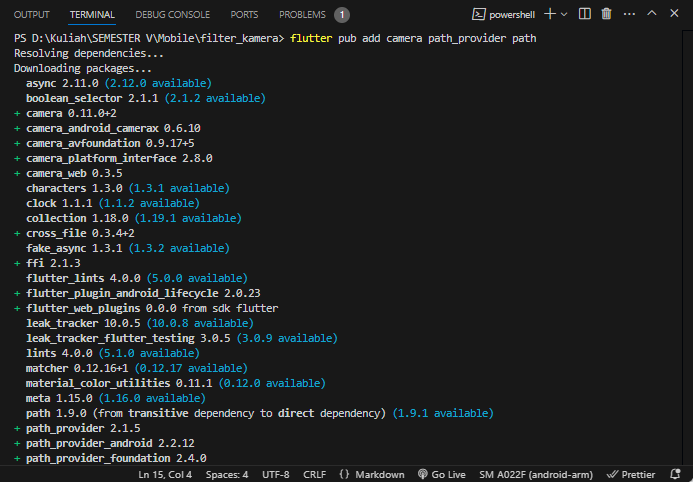 OUTPUT TERMINAL DEBUG CONSOLE PORTS PROBLEMS 1 powershell
PS D:\Kuliah\SEMESTER V\Mobile\filter_kamera> flutter pub add camera path_provider path
Resolving dependencies...
Downloading packages...
async 2.11.0 (2.12.0 available)
boolean_selector 2.1.1 (2.1.2 available)
+ camera 0.11.0+2
+ camera_android_camerax 0.6.10
+ camera_avfoundation 0.9.17+5
+ camera_platform_interface 2.8.0
+ camera_web 0.3.5
characters 1.3.0 (1.3.1 available)
clock 1.1.1 (1.1.2 available)
collection 1.18.0 (1.19.1 available)
+ cross_file 0.3.4+2
fake_async 1.3.1 (1.3.2 available)
+ ffi 2.1.3
flutter_lints 4.0.0 (5.0.0 available)
+ flutter_plugin_android_lifecycle 2.0.23
+ flutter_web_plugins 0.0.0 from sdk flutter
leak_tracker 10.0.5 (10.0.8 available)
leak_tracker_flutter_testing 3.0.5 (3.0.9 available)
lints 4.0.0 (5.1.0 available)
matcher 0.12.16+1 (0.12.17 available)
material_color_utilities 0.11.1 (0.12.0 available)
meta 1.15.0 (1.16.0 available)
path 1.9.0 (from transitive dependency to direct dependency) (1.9.1 available)
+ path_provider 2.1.5
+ path_provider_android 2.2.12
+ path_provider_foundation 2.4.0
Ln 15, Col 4 Spaces: 4 UTF-8 CRLF {} Markdown Go Live SM A022F (android-arm) Prettier